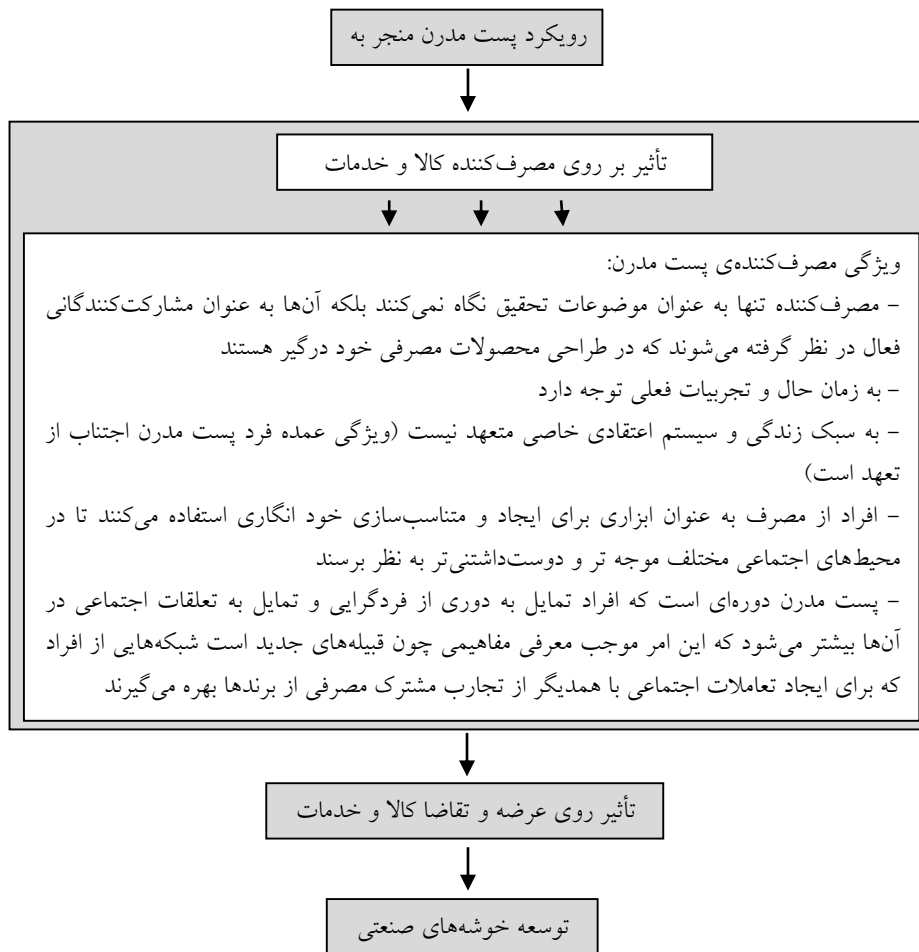 رویکرد پست مدرن منجر به
تأثیر بر روی مصرف‌کننده کالا و خدمات
ویژگی مصرف‌کننده‌ی پست مدرن:
- مصرف‌کننده تنها به عنوان موضوعات تحقیق نگاه نمی‌کنند بلکه آن‌ها به عنوان مشارکت‌کنندگانی
فعال در نظر گرفته می‌شوند که در طراحی محصولات مصرفی خود درگیر هستند
- به زمان حال و تجربیات فعلی توجه دارد
- به سبک زندگی و سیستم اعتقادی خاصی متعهد نیست (ویژگی عمده فرد پست مدرن اجتناب از
تعهد است)
- افراد از مصرف به عنوان ابزاری برای ایجاد و متناسب‌سازی خود انگاری استفاده می‌کنند تا در
محیط‌های اجتماعی مختلف موجه تر و دوست‌داشتنی‌تر به نظر برسند
- پست مدرن دوره‌ای است که افراد تمایل به دوری از فردگرایی و تمایل به تعلقات اجتماعی در
آن‌ها بیشتر می‌شود که این امر موجب معرفی مفاهیمی چون قبیله‌های جدید است شبکه‌هایی از افراد
که برای ایجاد تعاملات اجتماعی با همدیگر از تجارب مشترک مصرفی از برندها بهره می‌گیرند
تأثیر روی عرضه و تقاضا کالا و خدمات
توسعه خوشه‌های صنعتی